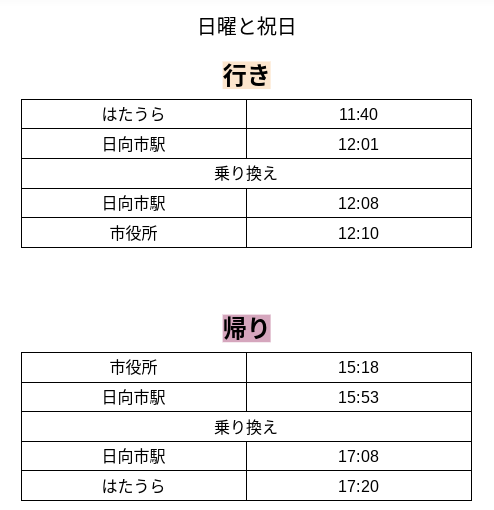 日曜と祝日
行き
はたうら 11:40
日向市駅 12:01
乗り換え
日向市駅 12:08
市役所 12:10
帰り
市役所 15:18
日向市駅 15:53
乗り換え
日向市駅 17:08
はたうら 17:20